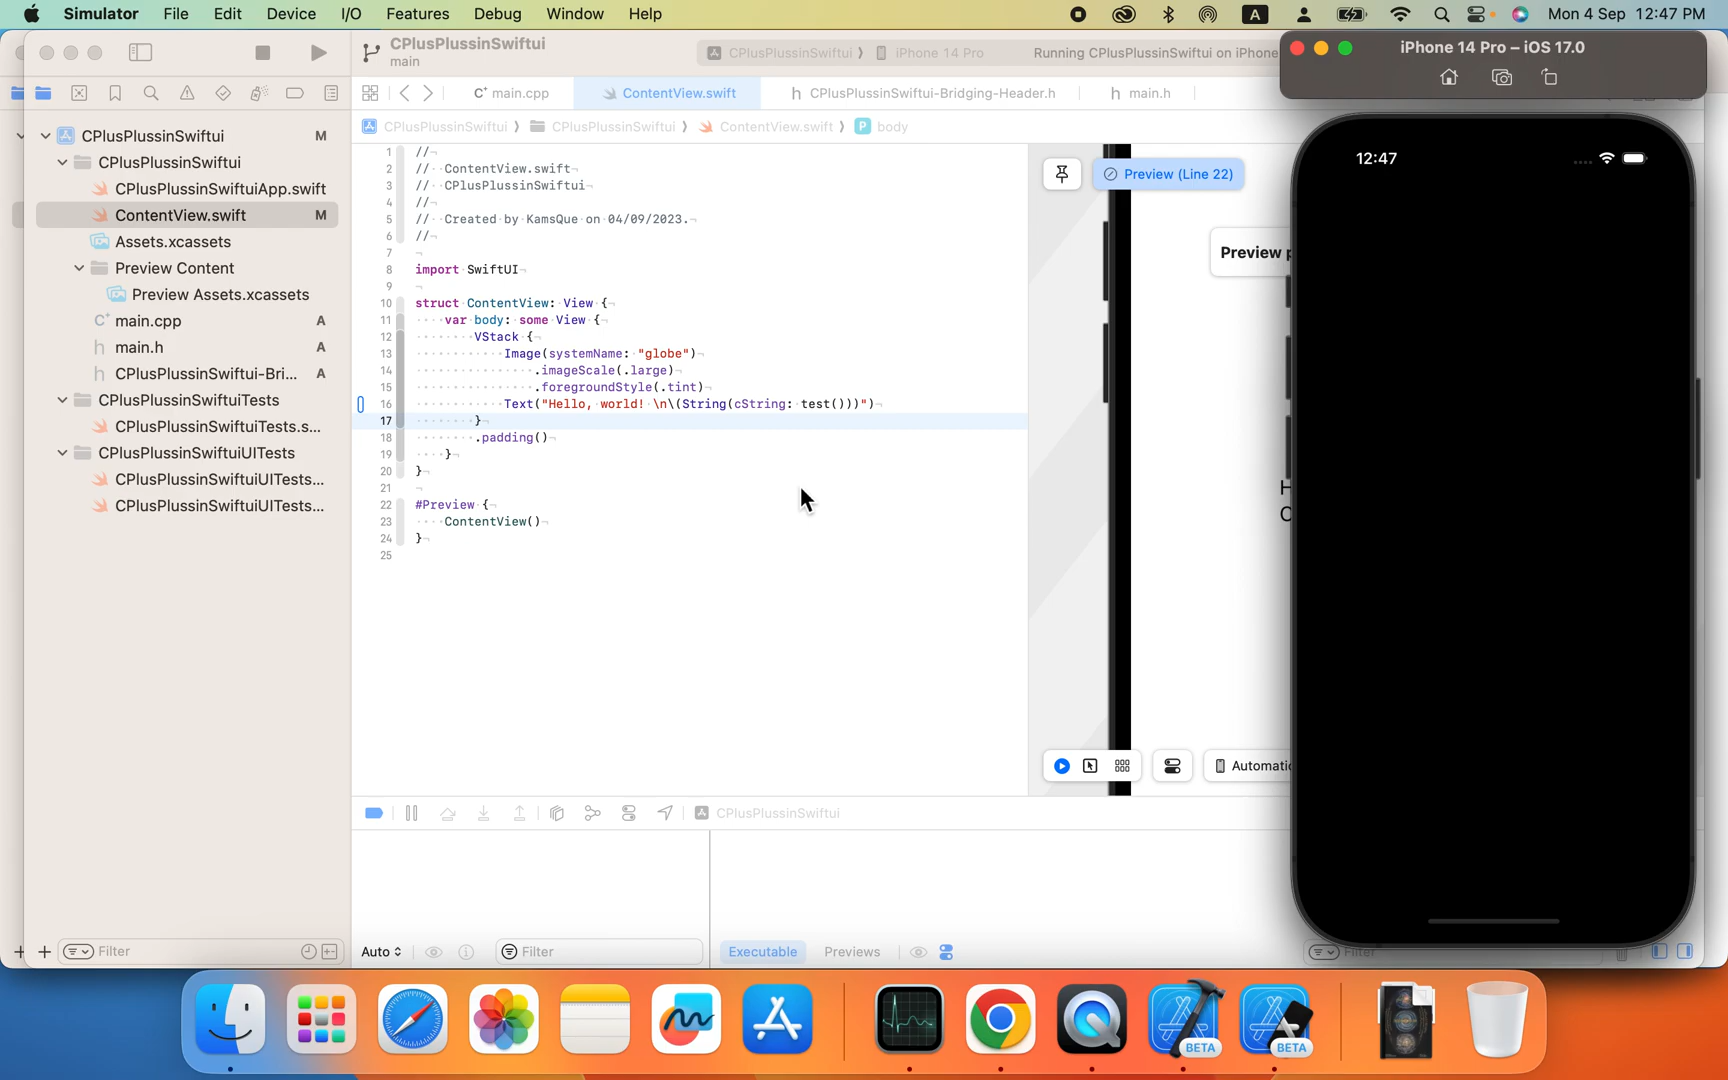 Simulator File Edit Device I/O Features Debug Window Help A Mon 4 Sep 12:47 PM
CPlusPlussinSwiftui
main
CPlusPlussinSwiftui iPhone 14 Pro
Running CPlusPlussinSwiftui on iPhone
iPhone 14 Pro – iOS 17.0
main.cpp
ContentView.swift
CPlusPlussinSwiftui-Bridging-Header.h
main.h
CPlusPlussinSwiftui CPlusPlussinSwiftui ContentView.swift P body
CPlusPlussinSwiftui M
CPlusPlussinSwiftui
CPlusPlussinSwiftuiApp.swift
ContentView.swift M
Assets.xcassets
Preview Content
Preview Assets.xcassets
main.cpp A
main.h A
CPlusPlussinSwiftui-Bri... A
CPlusPlussinSwiftuiTests
CPlusPlussinSwiftuiTests.s...
CPlusPlussinSwiftuiUITests
CPlusPlussinSwiftuiUITests...
CPlusPlussinSwiftuiUITests...
Filter
1 //
2 // ContentView.swift
3 // CPlusPlussinSwiftui
4 //
5 // Created by KamsQue on 04/09/2023.
6 //
7
8 import SwiftUI
9
10 struct ContentView: View {
11 var body: some View {
12 VStack {
13 Image(systemName: "globe")
14 .imageScale(.large)
15 .foregroundStyle(.tint)
16 Text("Hello, world! \n\(String(cString: test()))")
17 }
18 .padding()
19 }
20 }
21
22 #Preview {
23 ContentView()
24 }
25
Preview (Line 22)
Preview p
H
C
Automatic
12:47
CPlusPlussinSwiftui
Auto
Filter
Executable
Previews
Filter
BETA
BETA